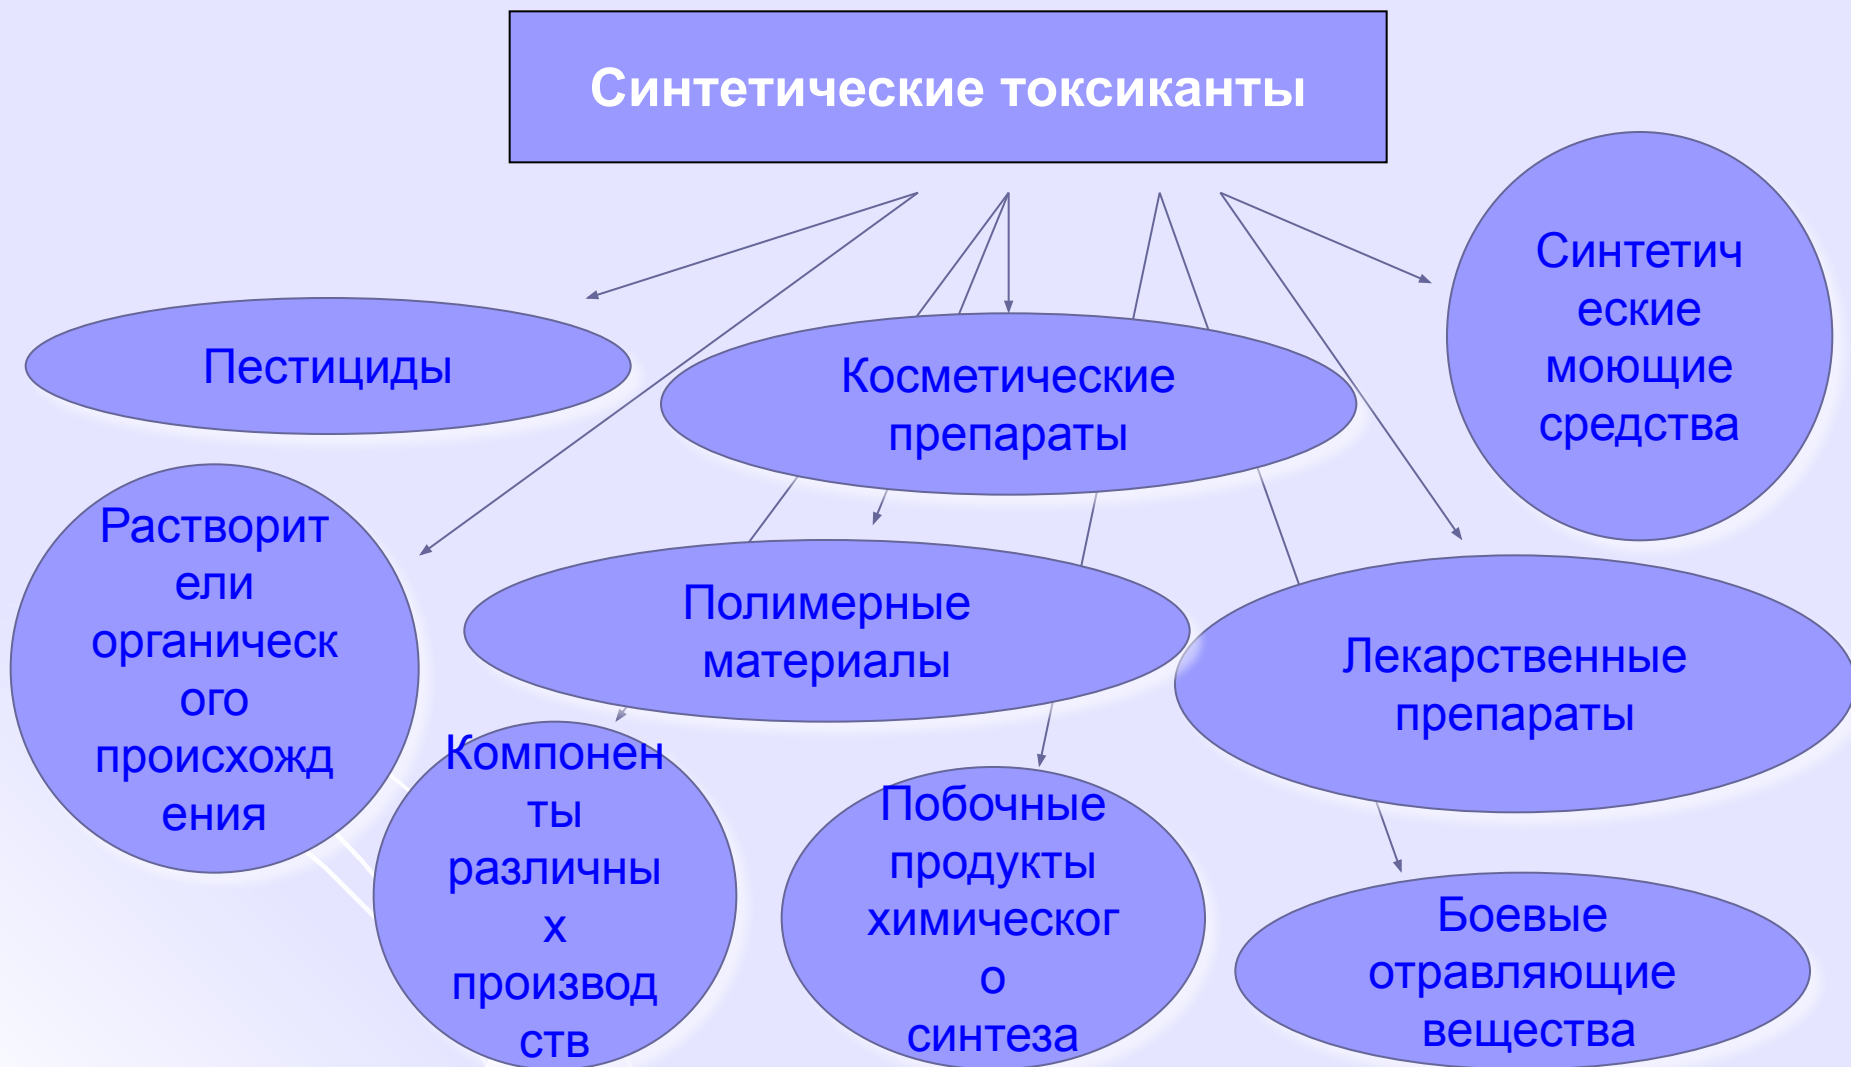 Синтетические токсиканты
Синтетич
еские
моющие
средства
Пестициды
Косметические
препараты
Растворит
ели
органическ
ого
происхожд
ения
Полимерные
материалы
Лекарственные
препараты
Компонен
ты
различны
х
производ
ств
Побочные
продукты
химическог
о
синтеза
Боевые
отравляющие
вещества